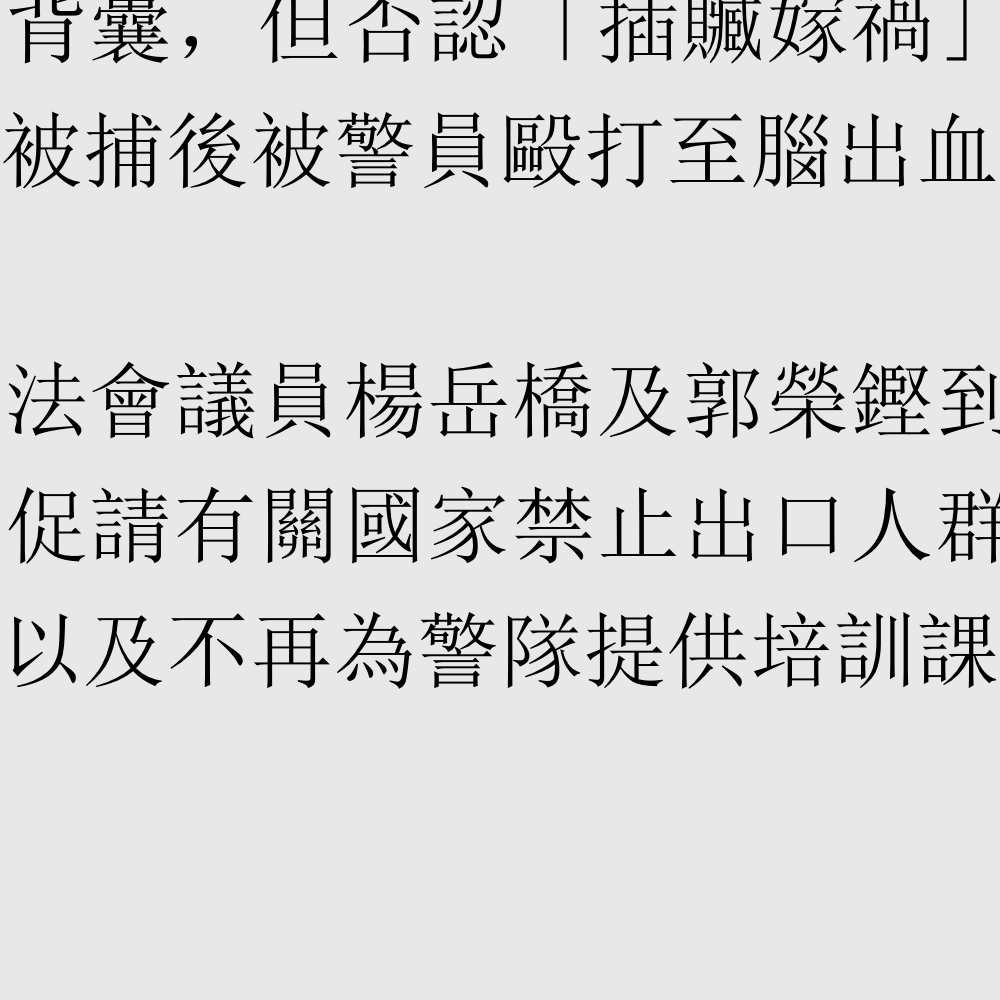 背囊，但否認「插贓嫁禍」
被捕後被警員毆打至腦出血
法會議員楊岳橋及郭榮鏗到
促請有關國家禁止出口人群
以及不再為警隊提供培訓課